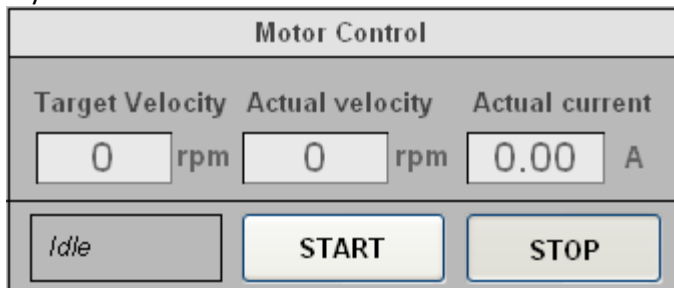 Motor Control
Target Velocity Actual velocity Actual current
0 rpm 0 rpm 0.00 A
Idle START STOP